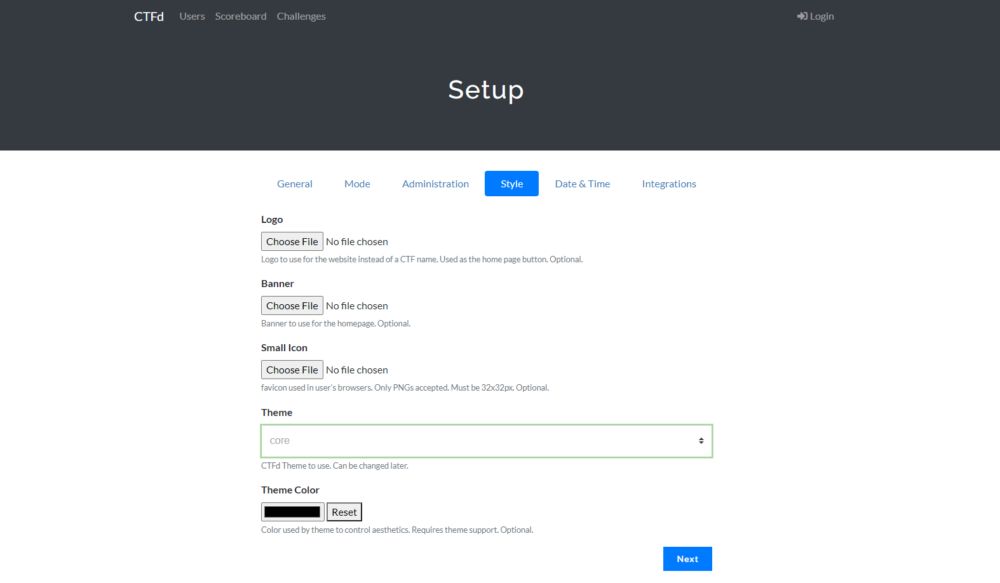 CTFd Users Scoreboard Challenges Login
Setup
General Mode Administration Style Date & Time Integrations
Logo
Choose File No file chosen
Logo to use for the website instead of a CTF name. Used as the home page button. Optional.
Banner
Choose File No file chosen
Banner to use for the homepage. Optional.
Small Icon
Choose File No file chosen
favicon used in user's browsers. Only PNGs accepted. Must be 32x32px. Optional.
Theme
core
CTFd Theme to use. Can be changed later.
Theme Color
Reset
Color used by theme to control aesthetics. Requires theme support. Optional.
Next